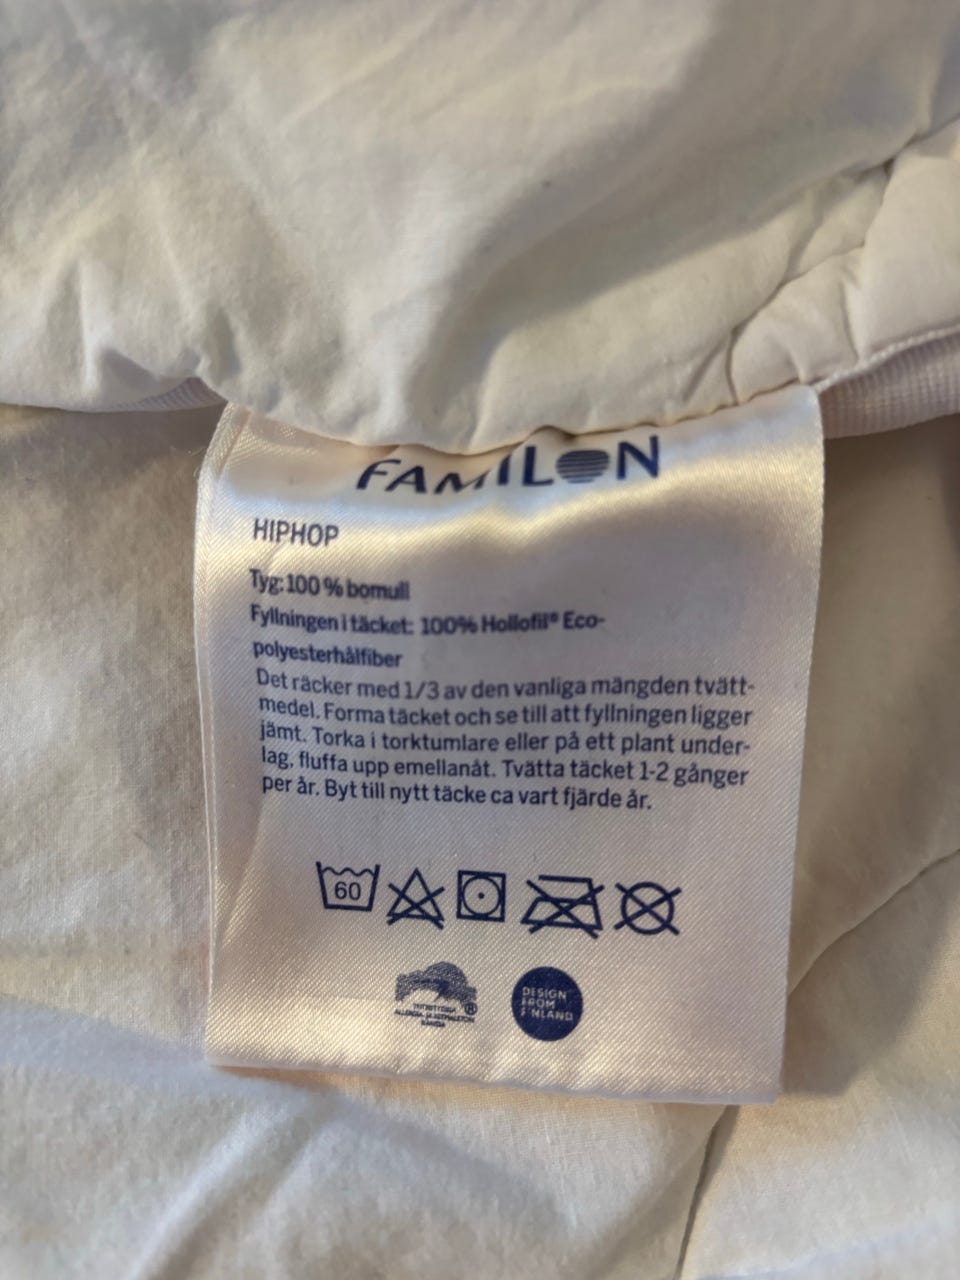 FAMILON
HIPHOP
Tyg: 100 % bomull
Fyllningen i täcket: 100% Hollofil® Eco-
polyesterhålfiber
Det räcker med 1/3 av den vanliga mängden tvätt-
medel. Forma täcket och se till att fyllningen ligger
jämt. Torka i torktumlare eller på ett plant under-
lag, fluffa upp emellanåt. Tvätta täcket 1-2 gånger
per år. Byt till nytt täcke ca vart fjärde år.
60
®
ALLERGIA- JA
DESIGN
FROM
FINLAND